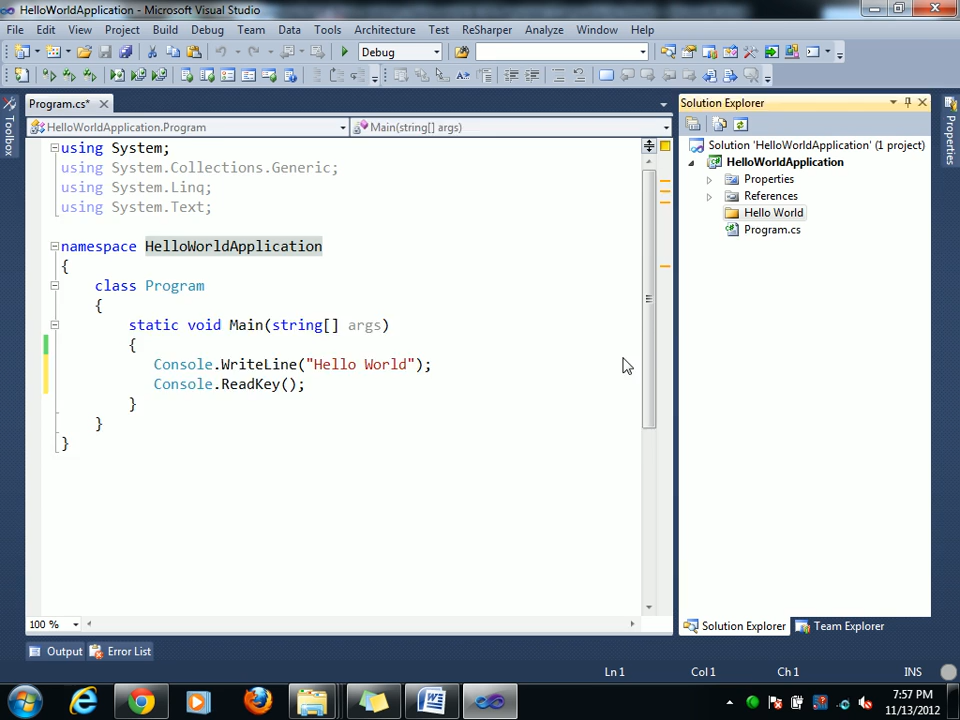 HelloWorldApplication - Microsoft Visual Studio
File Edit View Project Build Debug Team Data Tools Architecture Test ReSharper Analyze Window Help
Debug
Program.cs*
HelloWorldApplication.Program
Main(string[] args)
using System;
using System.Collections.Generic;
using System.Linq;
using System.Text;
namespace HelloWorldApplication
{
class Program
{
static void Main(string[] args)
{
Console.WriteLine("Hello World");
Console.ReadKey();
}
}
}
100 %
Toolbox
Solution Explorer
Solution 'HelloWorldApplication' (1 project)
HelloWorldApplication
Properties
References
Hello World
Program.cs
Solution Explorer
Team Explorer
Properties
Output
Error List
Ln 1 Col 1 Ch 1 INS
7:57 PM
11/13/2012